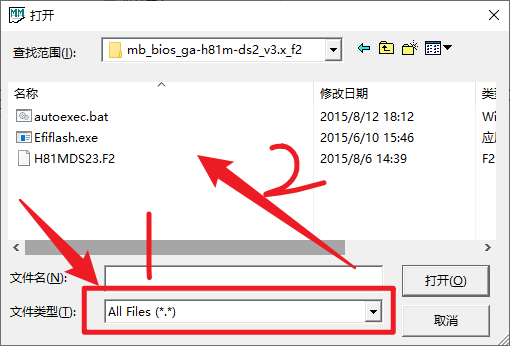 MM 打开
查找范围(I): mb_bios_ga-h81m-ds2_v3.x_f2
名称 修改日期 类
autoexec.bat 2015/8/12 18:12 Wi
Efiflash.exe 2015/6/10 15:46 应
H81MDS23.F2 2015/8/6 14:39 F2
1 2
文件名(N): 打开(O)
文件类型(T): All Files (*.*) 取消